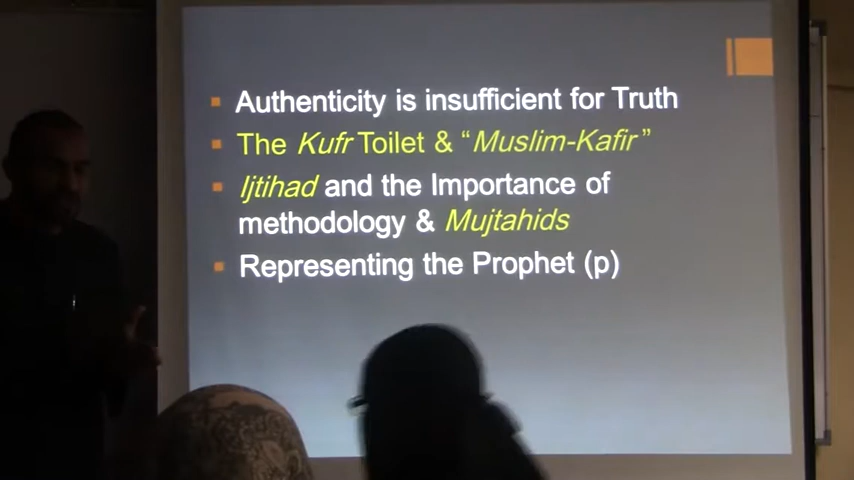 Authenticity is insufficient for Truth
The Kufr Toilet & "Muslim-Kafir"
Ijtihad and the Importance of
methodology & Mujtahids
Representing the Prophet (p)